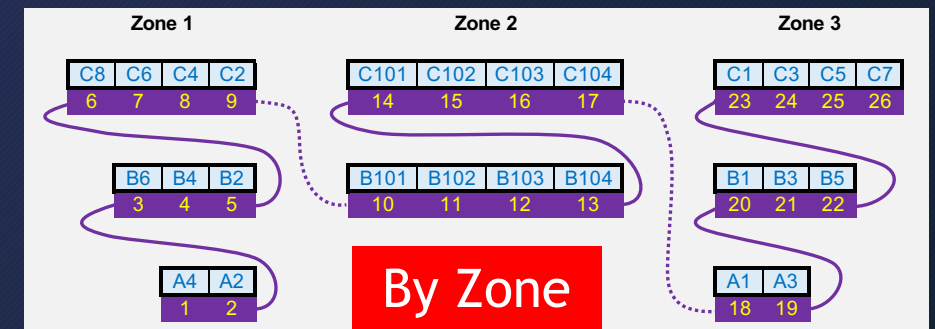 Zone 1 Zone 2 Zone 3
C8 C6 C4 C2 C101 C102 C103 C104 C1 C3 C5 C7
6 7 8 9 14 15 16 17 23 24 25 26
B6 B4 B2 B101 B102 B103 B104 B1 B3 B5
3 4 5 10 11 12 13 20 21 22
A4 A2 By Zone A1 A3
1 2 18 19